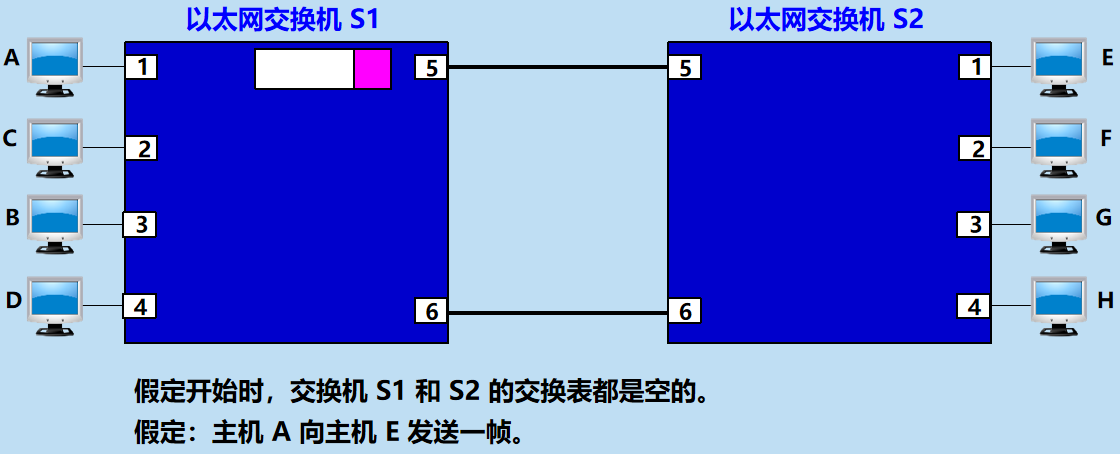 以太网交换机 S1 以太网交换机 S2
A 1 5 5 1 E
C 2 2 F
B 3 3 G
D 4 6 6 4 H
假定开始时，交换机 S1 和 S2 的交换表都是空的。
假定：主机 A 向主机 E 发送一帧。